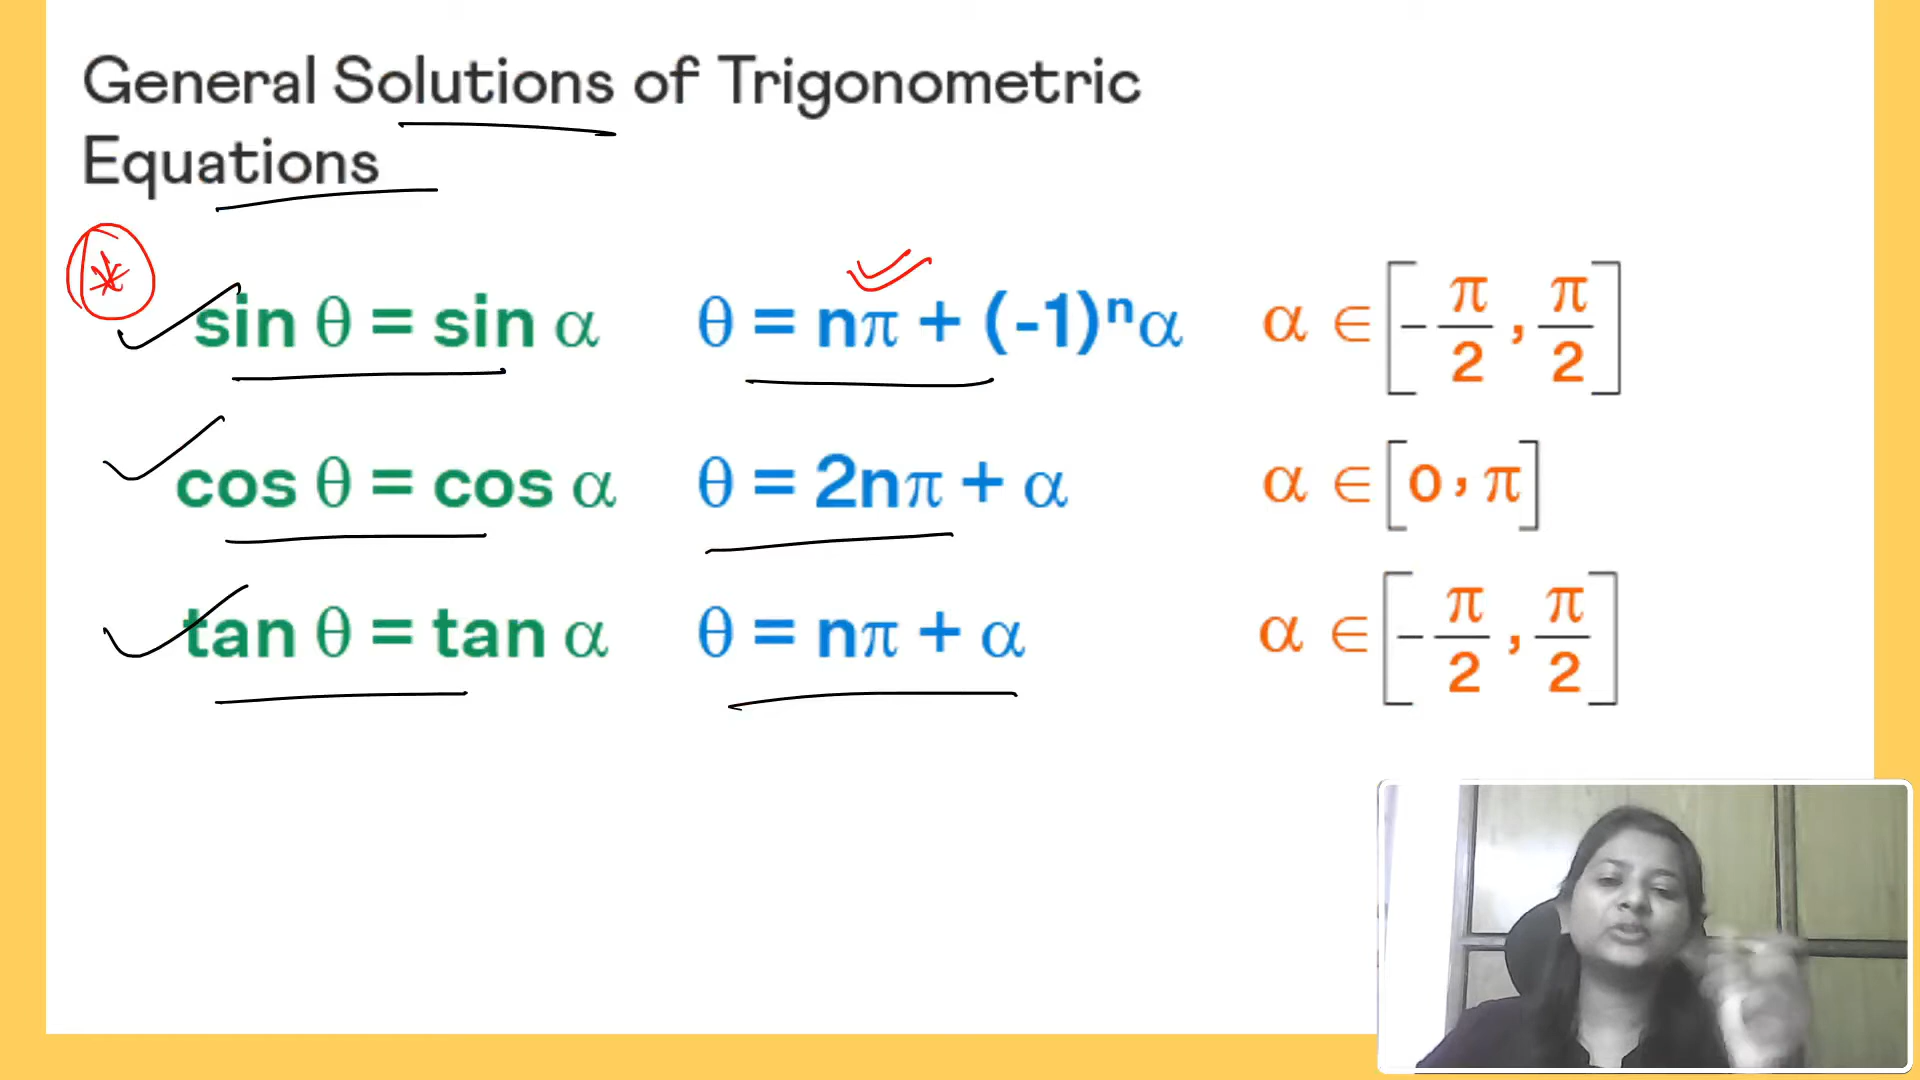 General Solutions of Trigonometric
Equations
sin θ = sin α θ = nπ + (-1)ⁿα α ∈ [-π/2, π/2]
cos θ = cos α θ = 2nπ + α α ∈ [0, π]
tan θ = tan α θ = nπ + α α ∈ [-π/2, π/2]